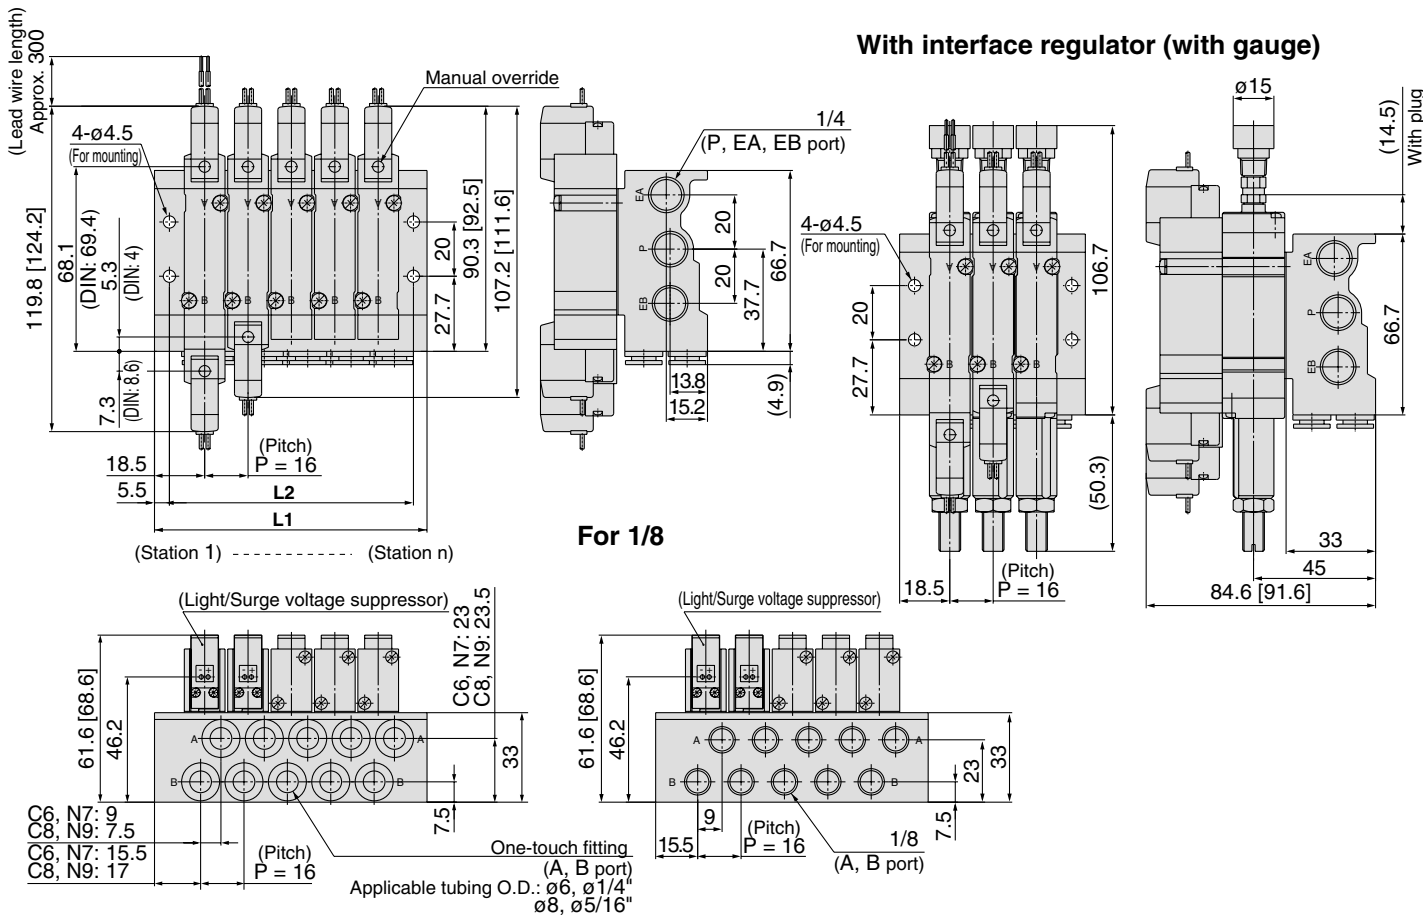 With interface regulator (with gauge)
(Lead wire length)
Approx. 300
Manual override
4-ø4.5
(For mounting)
119.8 [124.2]
68.1
(DIN: 69.4)
5.3
(DIN: 4)
7.3
(DIN: 8.6)
V V V V V
B B B B B
20
27.7
90.3 [92.5]
107.2 [111.6]
18.5
(Pitch)
P = 16
5.5
L2
L1
(Station 1) ---------- (Station n)
1/4
(P, EA, EB port)
EA
P
EB
20
20
37.7
66.7
13.8
15.2
(4.9)
4-ø4.5
(For mounting)
V V V
B B B
20
27.7
106.7
(50.3)
18.5
(Pitch)
P = 16
ø15
(14.5)
With plug
EA
P
EB
66.7
33
45
84.6 [91.6]
For 1/8
(Light/Surge voltage suppressor)
C6, N7: 23
C8, N9: 23.5
61.6 [68.6]
46.2
A A
B B
33
7.5
C6, N7: 9
C8, N9: 7.5
C6, N7: 15.5
C8, N9: 17
(Pitch)
P = 16
One-touch fitting
(A, B port)
Applicable tubing O.D.: ø6, ø1/4"
ø8, ø5/16"
(Light/Surge voltage suppressor)
61.6 [68.6]
46.2
A A
B B
23
33
7.5
9
15.5
(Pitch)
P = 16
1/8
(A, B port)